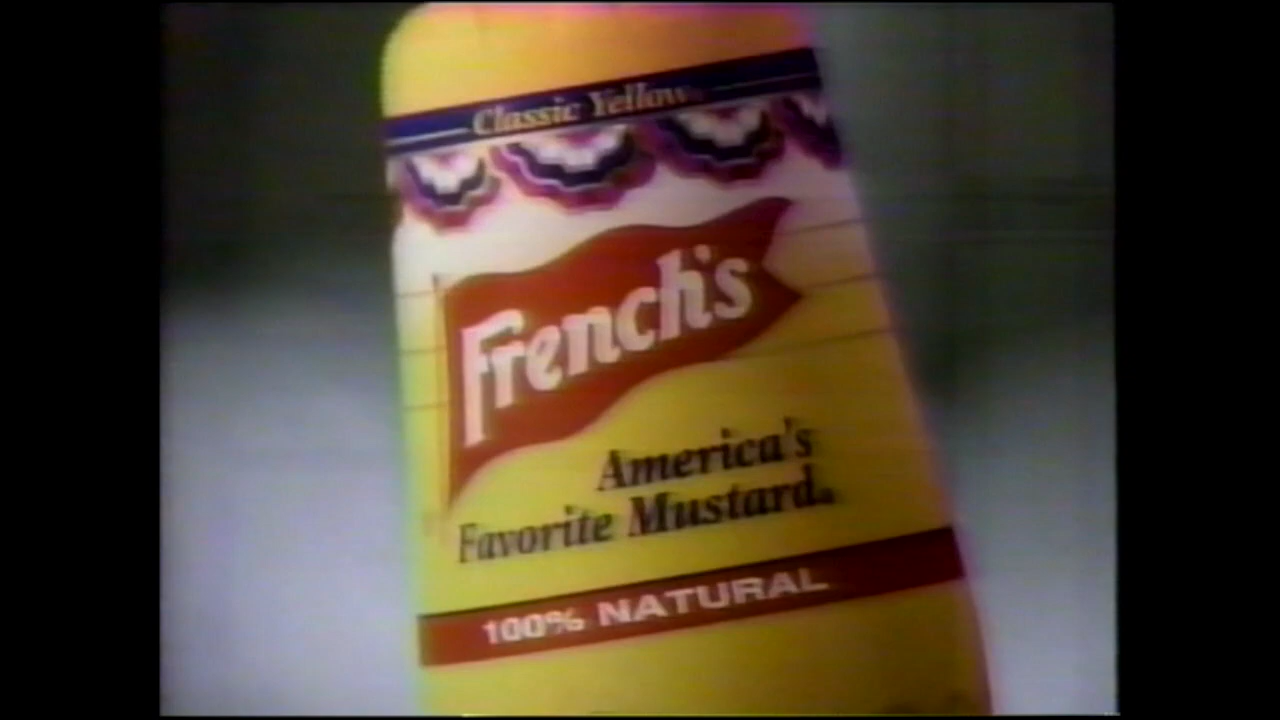 Classic Yellow®
French's
America's
Favorite Mustard®
100% NATURAL